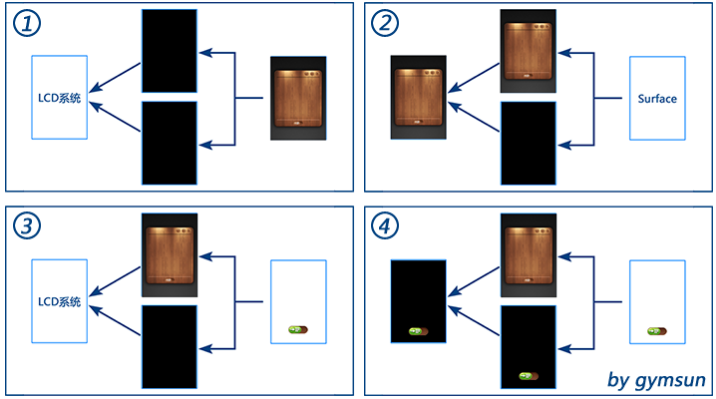 ①
②
LCD系统
Surface
③
④
LCD系统
by gymsun